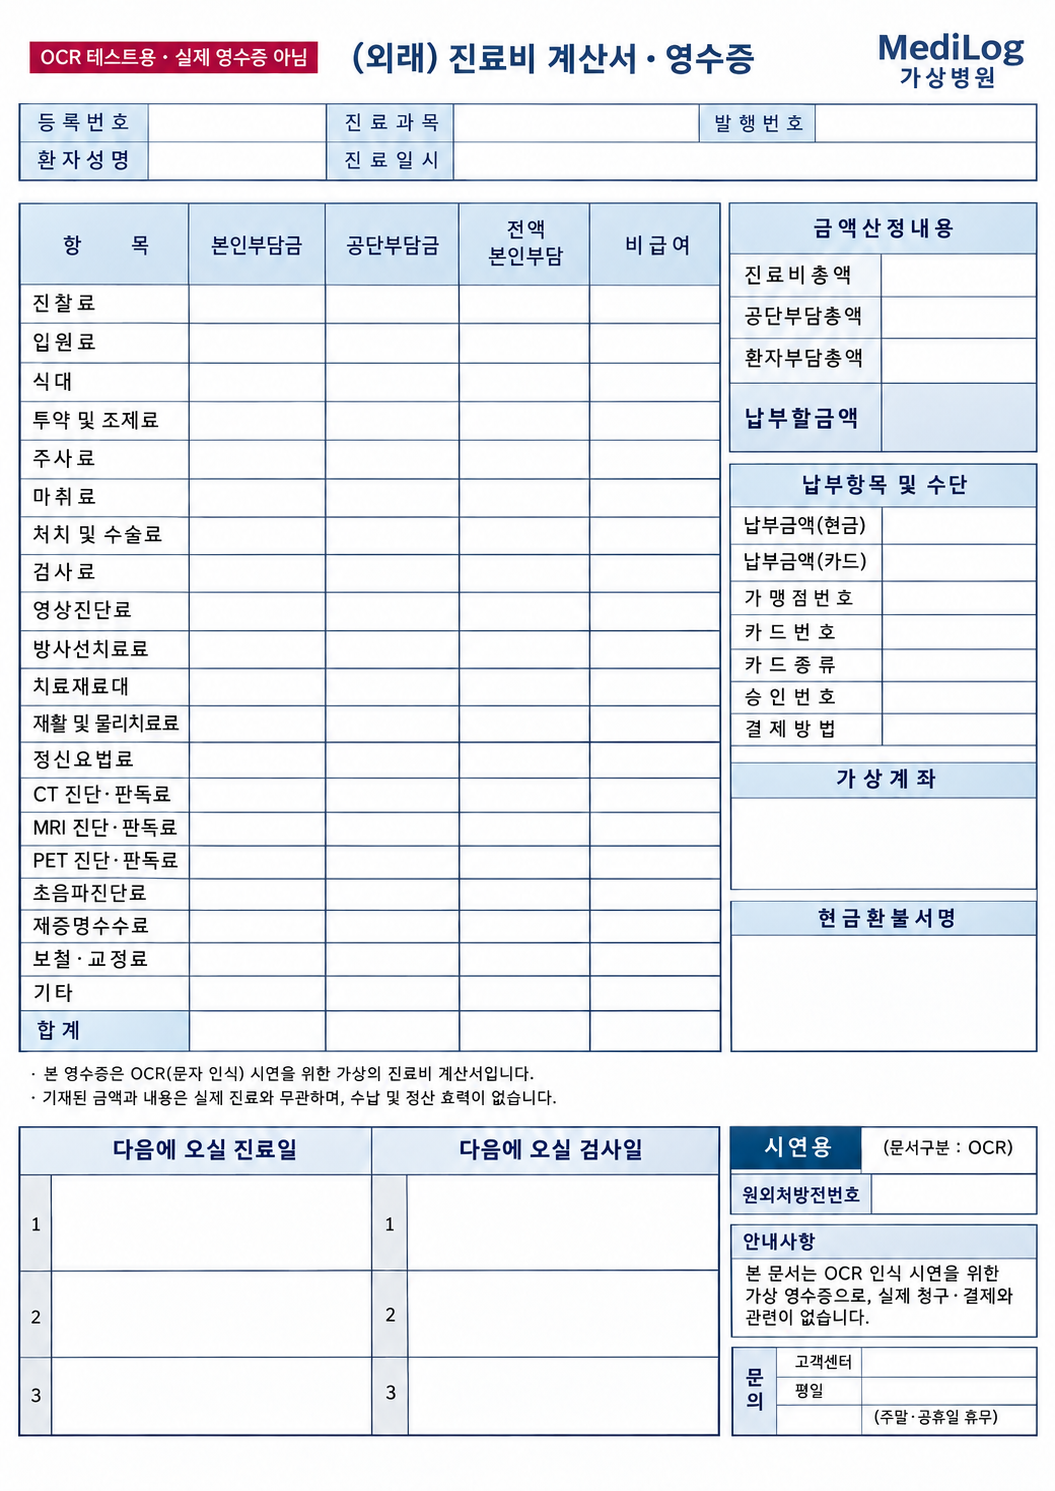 OCR 테스트용 · 실제 영수증 아님
(외래) 진료비 계산서 · 영수증
MediLog
가상병원
등록번호 진료과목 발행번호
환자성명 진료일시
항 목 본인부담금 공단부담금 전액 본인부담 비급여
진찰료
입원료
식대
투약 및 조제료
주사료
마취료
처치 및 수술료
검사료
영상진단료
방사선치료료
치료재료대
재활 및 물리치료료
정신요법료
CT 진단·판독료
MRI 진단·판독료
PET 진단·판독료
초음파진단료
재증명수수료
보철·교정료
기타
합계
금액산정내용
진료비총액
공단부담총액
환자부담총액
납부할금액
납부항목 및 수단
납부금액(현금)
납부금액(카드)
가맹점번호
카드번호
카드종류
승인번호
결제방법
가상계좌
현금환불서명
· 본 영수증은 OCR(문자 인식) 시연을 위한 가상의 진료비 계산서입니다.
· 기재된 금액과 내용은 실제 진료와 무관하며, 수납 및 정산 효력이 없습니다.
다음에 오실 진료일 다음에 오실 검사일
1 1
2 2
3 3
시연용 (문서구분 : OCR)
원외처방전번호
안내사항
본 문서는 OCR 인식 시연을 위한
가상 영수증으로, 실제 청구·결제와
관련이 없습니다.
문의
고객센터
평일
(주말·공휴일 휴무)